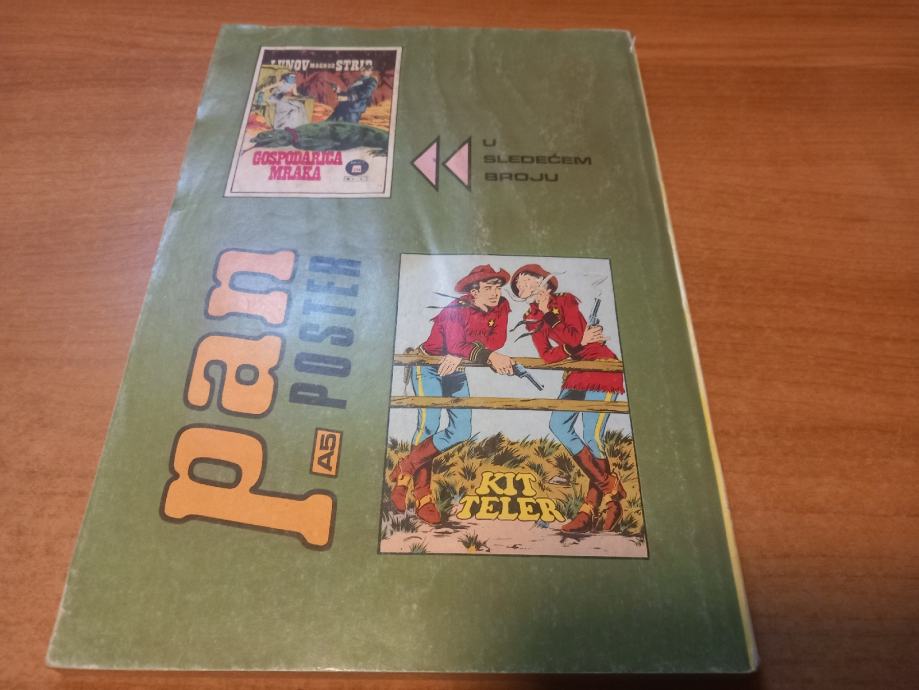 LUNOV MAGNUS STRIP
GOSPODARICA
MRAKA
U
SLEDEĆEM
BROJU
pan
POSTER
A5
KIT
TELER